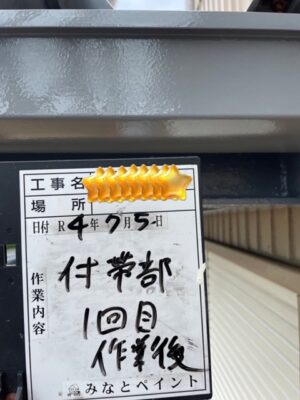 工事名
場所
日付 R4年7月5日
作業内容
付帯部
1回目
作業後
みなとペイント